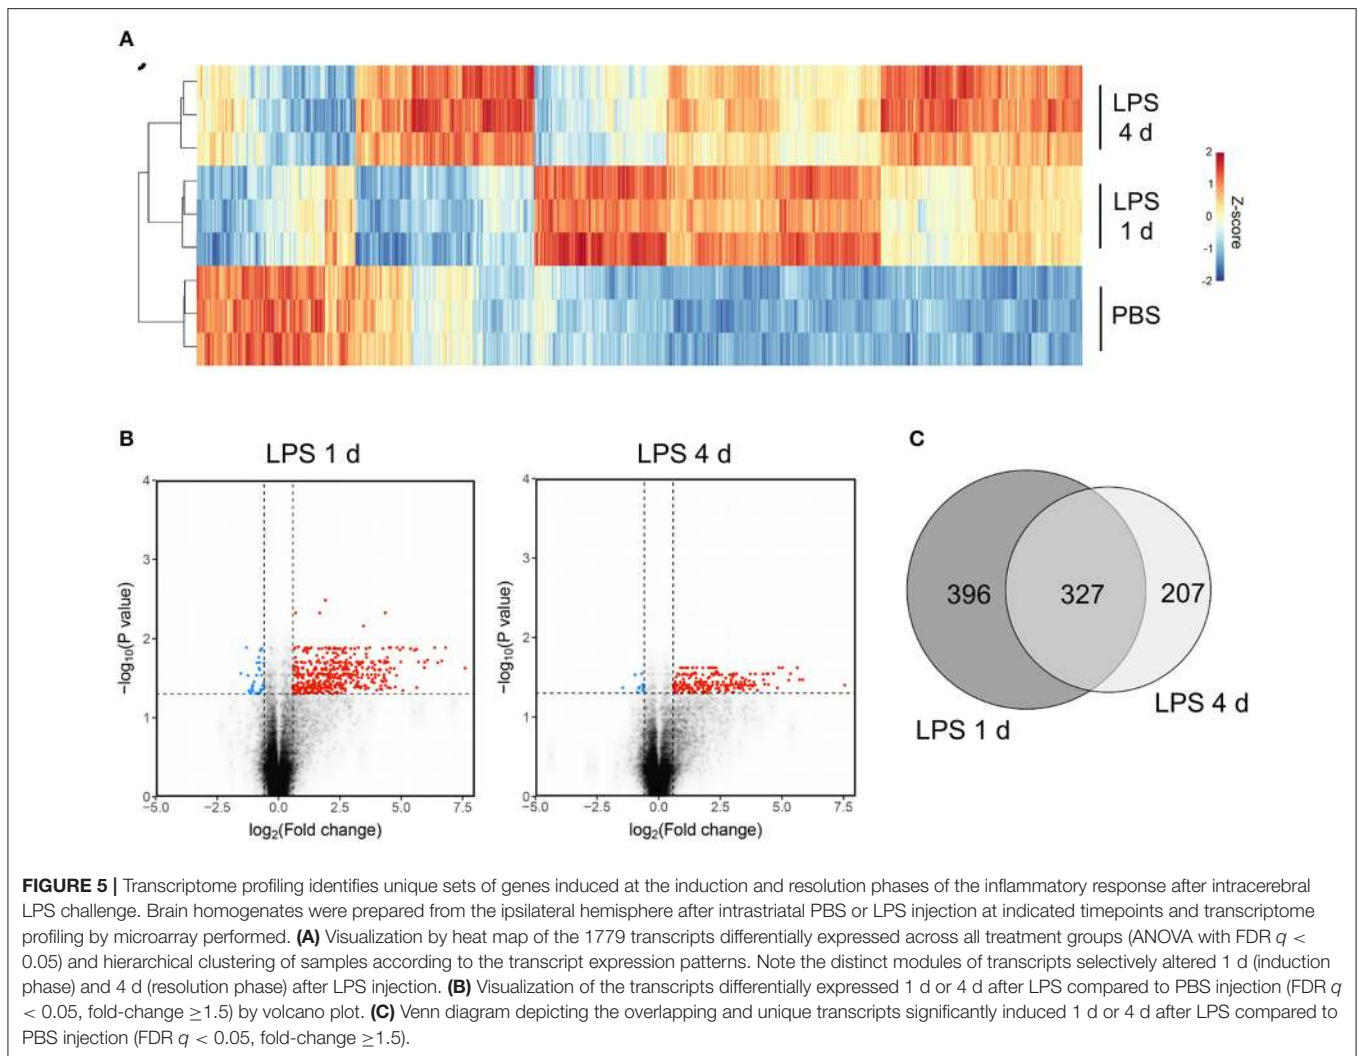 A
LPS
4 d
LPS
1 d
PBS
2
1
0
-1
-2
Z-score
B
LPS 1 d
4
3
2
1
0
−log10(P value)
−5.0
−2.5
0.0
2.5
5.0
7.5
log2(Fold change)
LPS 4 d
4
3
2
1
0
−log10(P value)
−5.0
−2.5
0.0
2.5
5.0
7.5
log2(Fold change)
C
396
327
207
LPS 1 d
LPS 4 d
FIGURE 5 | Transcriptome profiling identifies unique sets of genes induced at the induction and resolution phases of the inflammatory response after intracerebral
LPS challenge. Brain homogenates were prepared from the ipsilateral hemisphere after intrastriatal PBS or LPS injection at indicated timepoints and transcriptome
profiling by microarray performed. (A) Visualization by heat map of the 1779 transcripts differentially expressed across all treatment groups (ANOVA with FDR q <
0.05) and hierarchical clustering of samples according to the transcript expression patterns. Note the distinct modules of transcripts selectively altered 1 d (induction
phase) and 4 d (resolution phase) after LPS injection. (B) Visualization of the transcripts differentially expressed 1 d or 4 d after LPS compared to PBS injection (FDR q
< 0.05, fold-change ≥1.5) by volcano plot. (C) Venn diagram depicting the overlapping and unique transcripts significantly induced 1 d or 4 d after LPS compared to
PBS injection (FDR q < 0.05, fold-change ≥1.5).